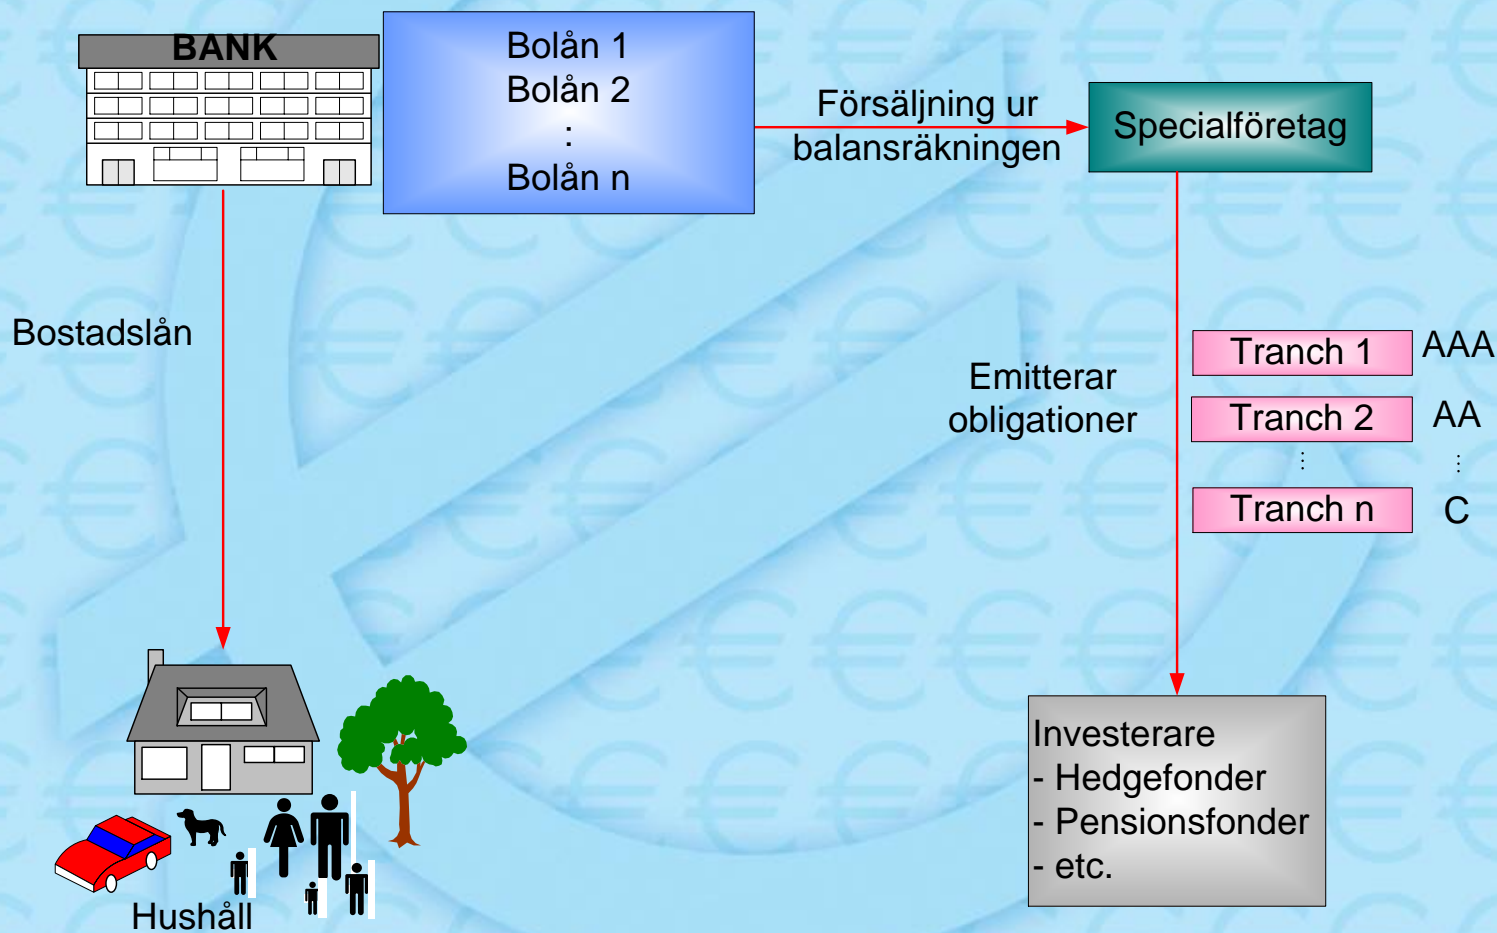 BANK
Bolån 1
Bolån 2
:
Bolån n
Försäljning ur
balansräkningen
Specialföretag
Bostadslån
Emitterar
obligationer
Tranch 1 AAA
Tranch 2 AA
⋮ ⋮
Tranch n C
Investerare
- Hedgefonder
- Pensionsfonder
- etc.
Hushåll